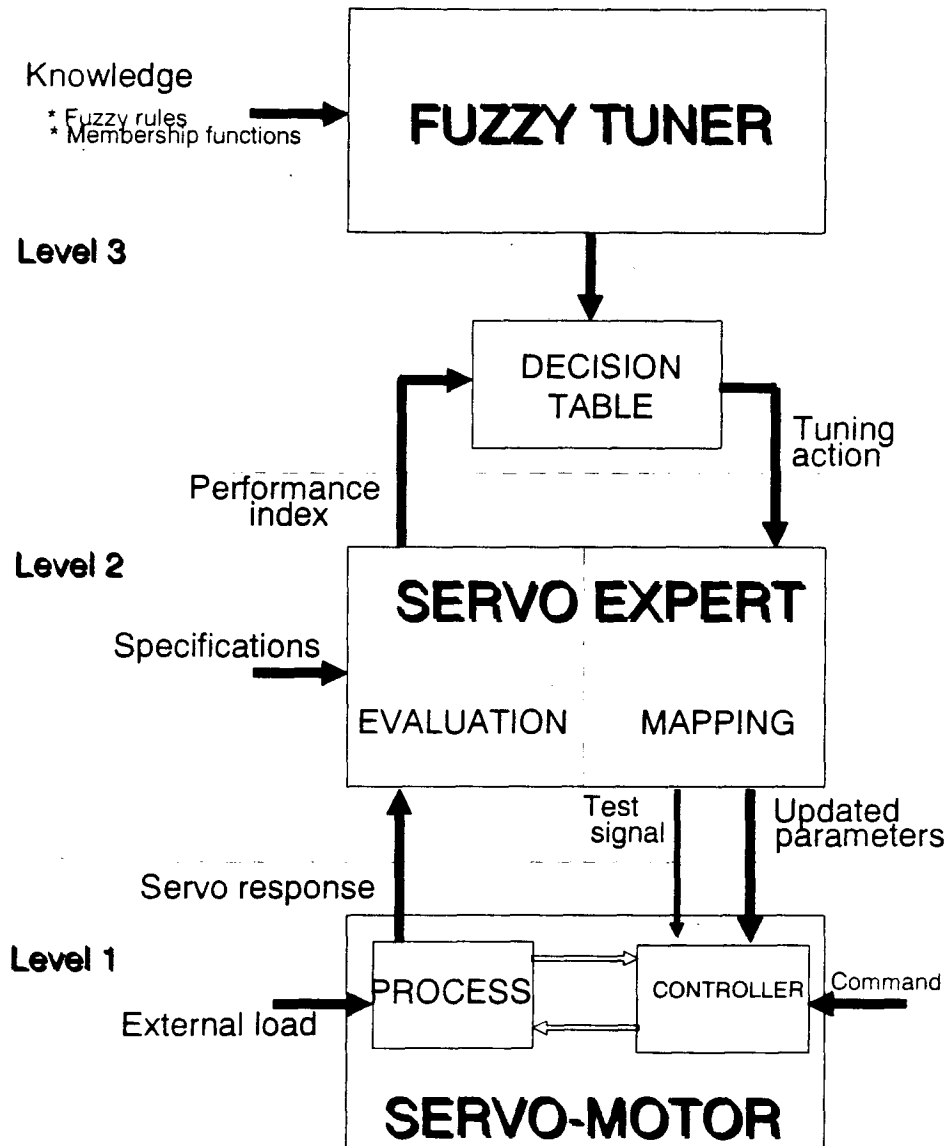 Knowledge
* Fuzzy rules
* Membership functions
FUZZY TUNER
Level 3
DECISION
TABLE
Tuning
action
Performance
index
Level 2
SERVO EXPERT
Specifications
EVALUATION
MAPPING
Test
signal
Updated
parameters
Servo response
Level 1
PROCESS
CONTROLLER
Command
External load
SERVO-MOTOR